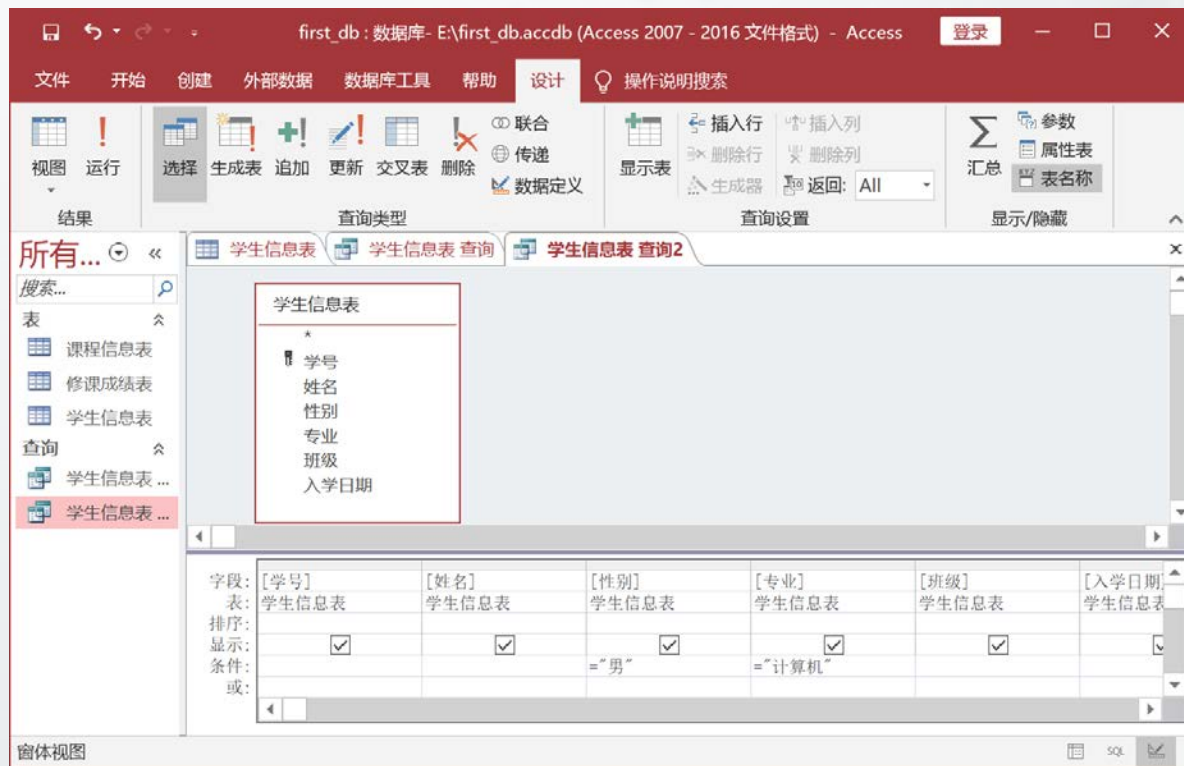 first_db : 数据库- E:\first_db.accdb (Access 2007 - 2016 文件格式) - Access 登录
文件 开始 创建 外部数据 数据库工具 帮助 设计 操作说明搜索
视图 运行 选择 生成表 追加 更新 交叉表 删除
联合
传递
数据定义
显示表
插入行
删除行
生成器
插入列
删除列
返回: All
汇总
参数
属性表
表名称
结果 查询类型 查询设置 显示/隐藏
所有...
搜索...
表
课程信息表
修课成绩表
学生信息表
查询
学生信息表 ...
学生信息表 ...
学生信息表 学生信息表 查询 学生信息表 查询2
学生信息表
*
学号
姓名
性别
专业
班级
入学日期
字段: [学号] [姓名] [性别] [专业] [班级] [入学日期]
表: 学生信息表 学生信息表 学生信息表 学生信息表 学生信息表 学生信息表
排序:
显示:
条件: ="男" ="计算机"
或:
窗体视图 SQL